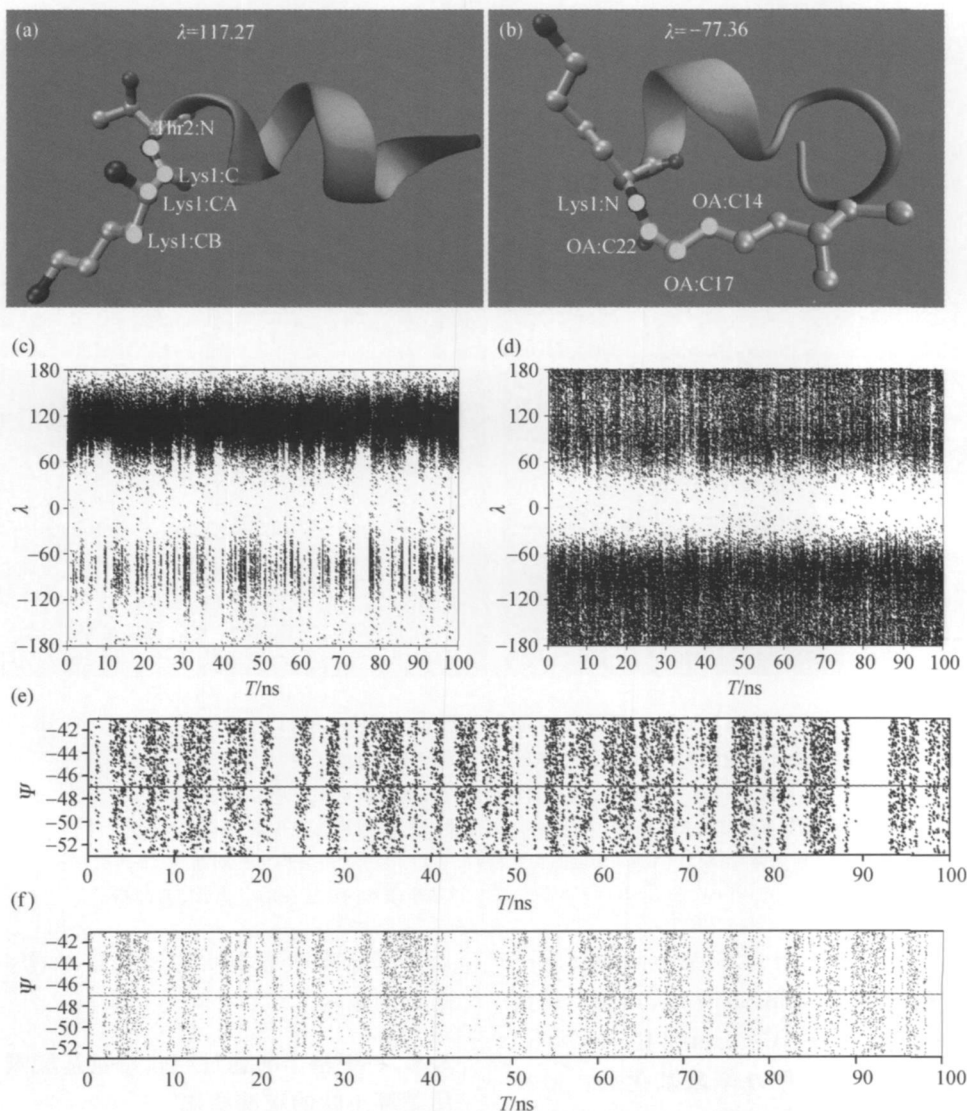 (a)
λ=117.27
Thr2:N
Lys1:C
Lys1:CA
Lys1:CB
(b)
λ=−77.36
Lys1:N
OA:C14
OA:C22
OA:C17
(c)
180
120
60
0
−60
−120
−180
λ
0 10 20 30 40 50 60 70 80 90 100
T/ns
(d)
180
120
60
0
−60
−120
−180
λ
0 10 20 30 40 50 60 70 80 90 100
T/ns
(e)
−42
−44
−46
−48
−50
−52
Ψ
0 10 20 30 40 50 60 70 80 90 100
T/ns
(f)
−42
−44
−46
−48
−50
−52
Ψ
0 10 20 30 40 50 60 70 80 90 100
T/ns